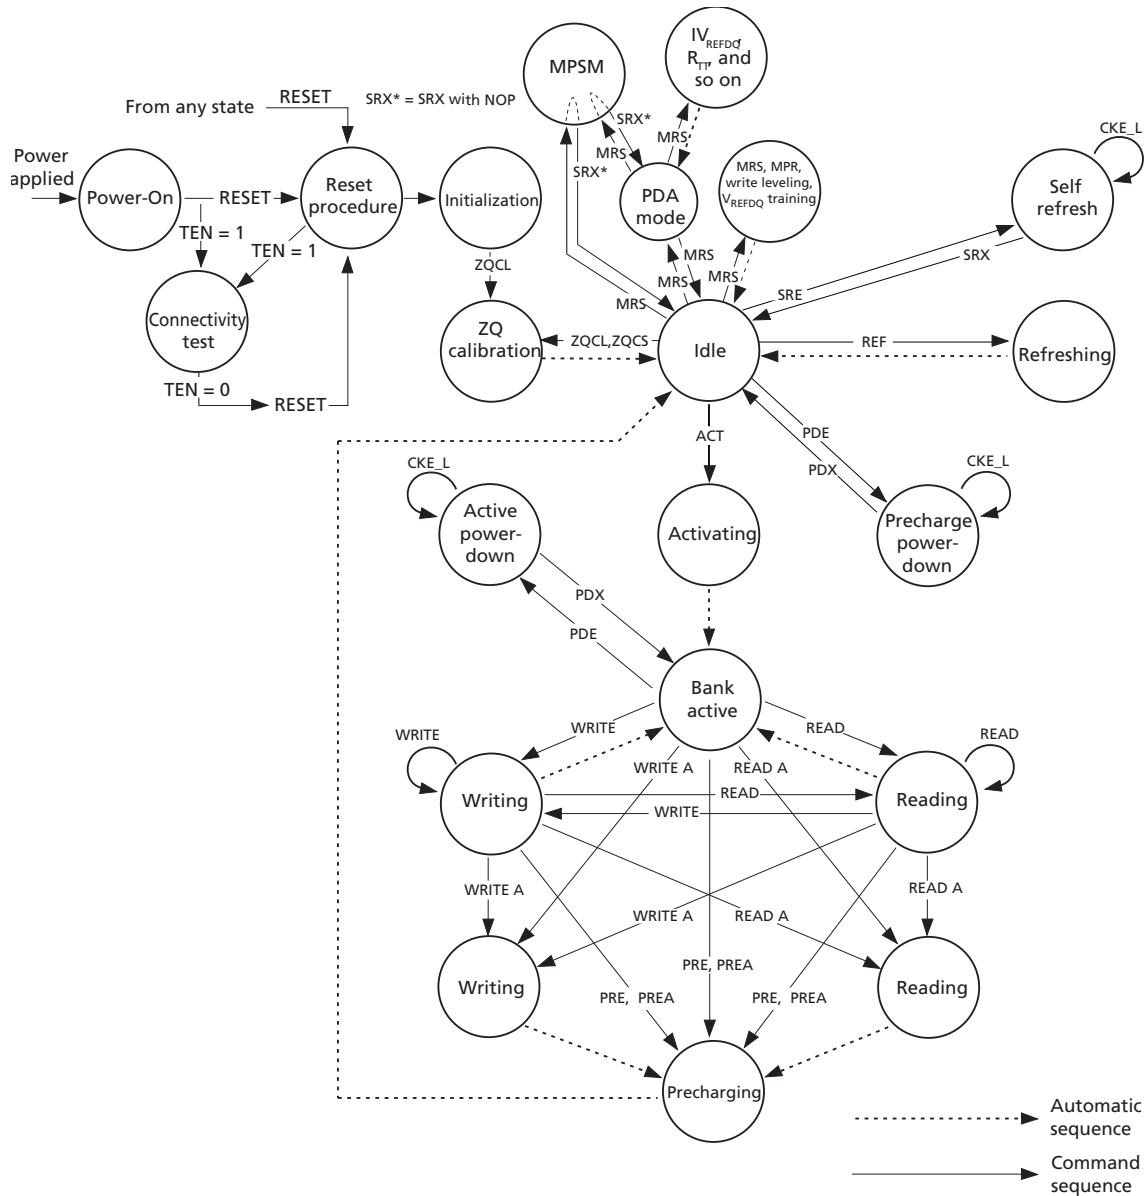 MPSM
IV_REFDQ,
R_TT, and
so on
From any state
RESET
SRX* = SRX with NOP
SRX*
MRS
MRS
SRX*
CKE_L
Power
applied
Power-On
RESET
Reset
procedure
Initialization
PDA
mode
MRS, MPR,
write leveling,
V_REFDQ training
Self
refresh
TEN = 1
TEN = 1
ZQCL
MRS
MRS
MRS
MRS
SRX
SRE
Connectivity
test
ZQ
calibration
ZQCL,ZQCS
Idle
REF
Refreshing
TEN = 0
RESET
ACT
PDE
PDX
CKE_L
CKE_L
Active
power-
down
Activating
Precharge
power-
down
PDX
PDE
Bank
active
WRITE
READ
WRITE
READ
WRITE A
READ A
Writing
READ
WRITE
Reading
WRITE A
READ A
WRITE A
READ A
Writing
PRE, PREA
PRE, PREA
PRE, PREA
Reading
Precharging
Automatic
sequence
Command
sequence